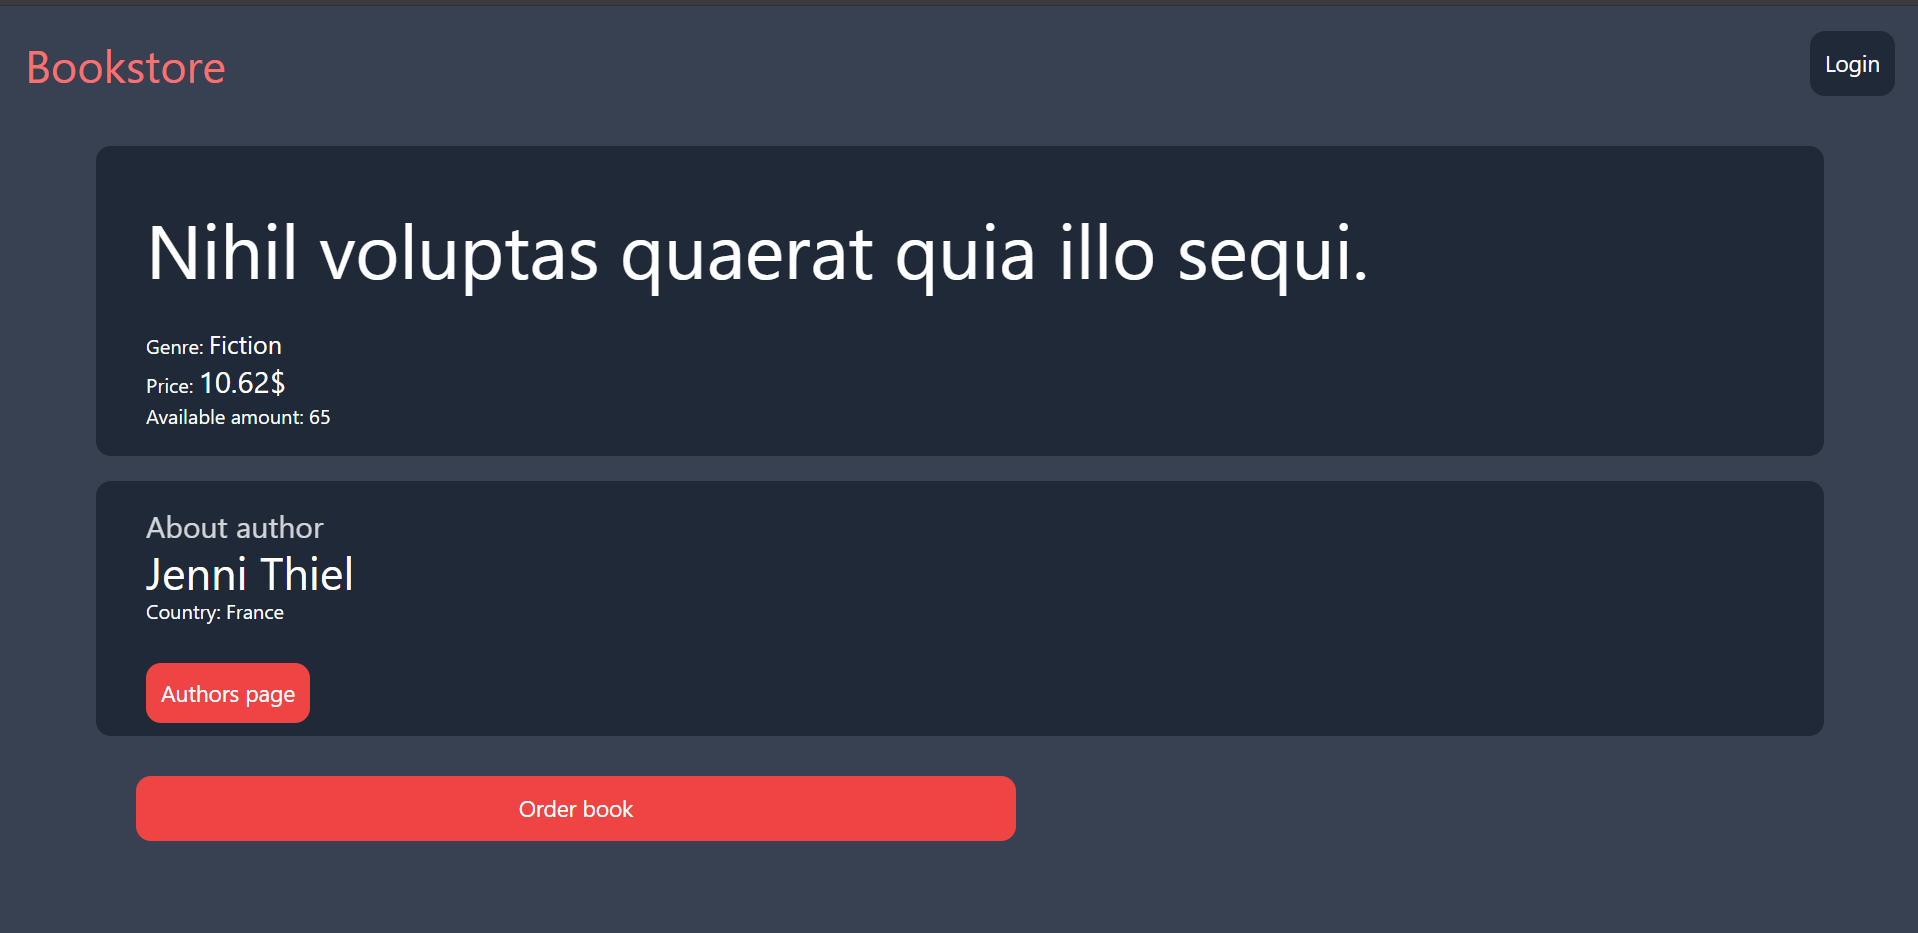 Bookstore
Login
Nihil voluptas quaerat quia illo sequi.
Genre: Fiction
Price: 10.62$
Available amount: 65
About author
Jenni Thiel
Country: France
Authors page
Order book